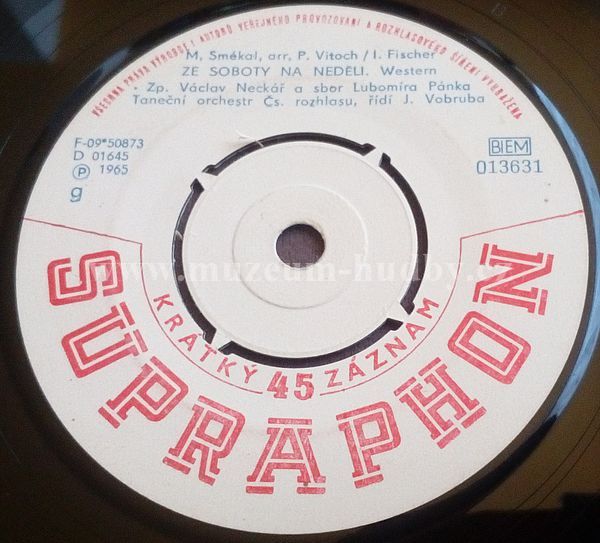 VŠECHNA PRÁVA VÝROBCE I AUTORŮ VEŘEJNÉHO PROVOZOVÁNÍ A ROZHLASOVÉHO ŠÍŘENÍ VYHRAŽENA
M. Smékal, arr. P. Vitoch / I. Fischer
ZE SOBOTY NA NEDĚLI. Western
Zp. Václav Neckář a sbor Lubomíra Pánka
Taneční orchestr Čs. rozhlasu, řídí J. Vobruba
F-09*50873
D 01645
Ⓟ 1965
g
BIEM
013631
www.muzeum-hudby.cz
KRÁTKÝ 45 ZÁZNAM
SUPRAPHON